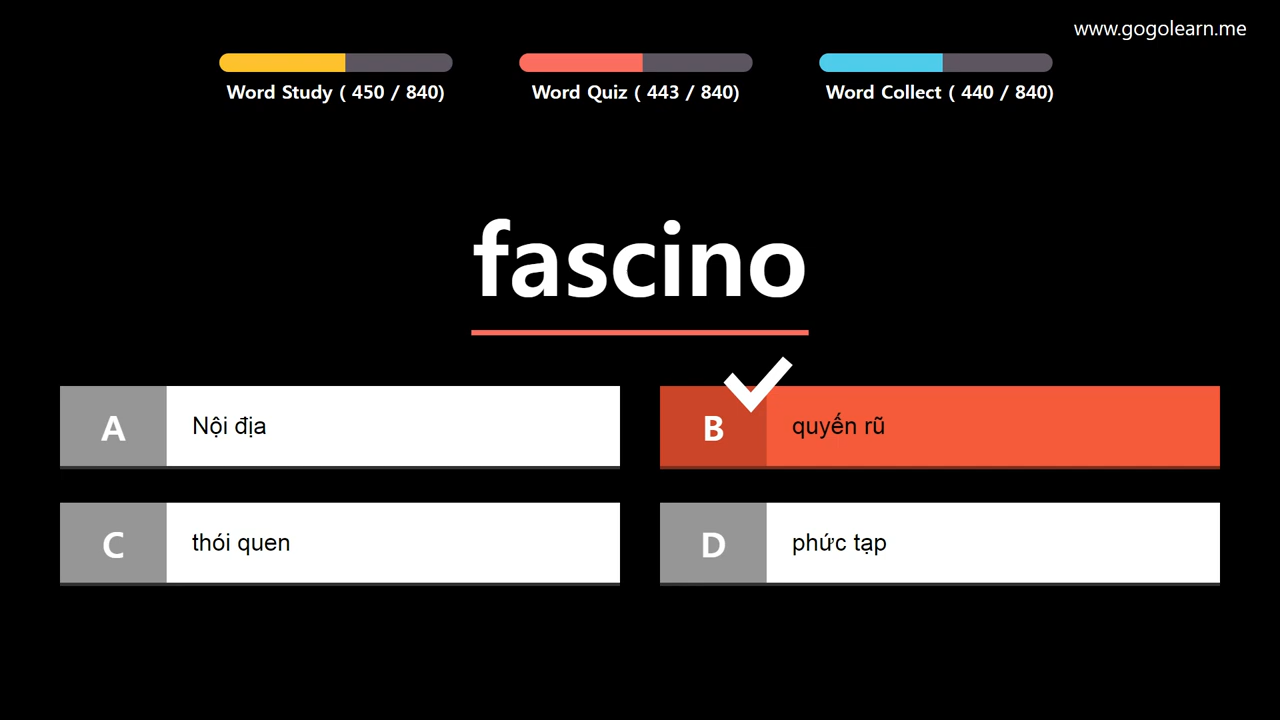 www.gogolearn.me
Word Study ( 450 / 840)
Word Quiz ( 443 / 840)
Word Collect ( 440 / 840)
fascino
A
Nội địa
B
quyến rũ
C
thói quen
D
phức tạp